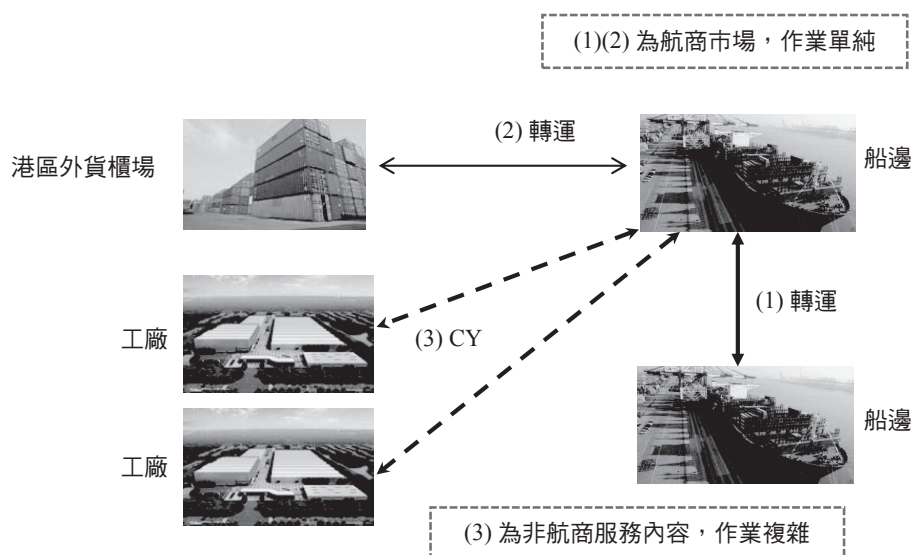 (1)(2) 為航商市場，作業單純
(2) 轉運
港區外貨櫃場
船邊
(1) 轉運
工廠
(3) CY
船邊
工廠
(3) 為非航商服務內容，作業複雜